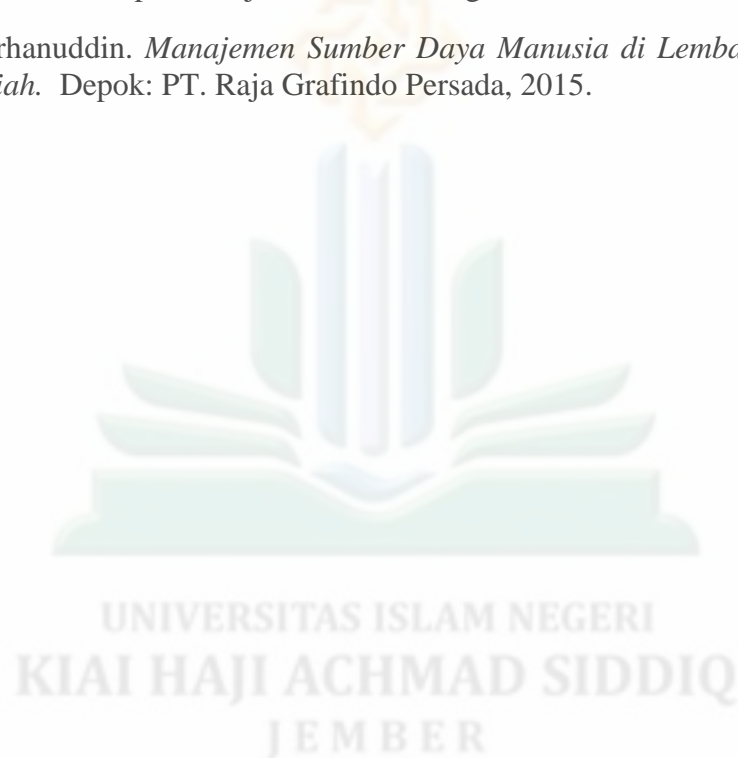 rhanuddin. Manajemen Sumber Daya Manusia di Lemba
iah. Depok: PT. Raja Grafindo Persada, 2015.
UNIVERSITAS ISLAM NEGERI
KIAI HAJI ACHMAD SIDDIQ
JEMBER